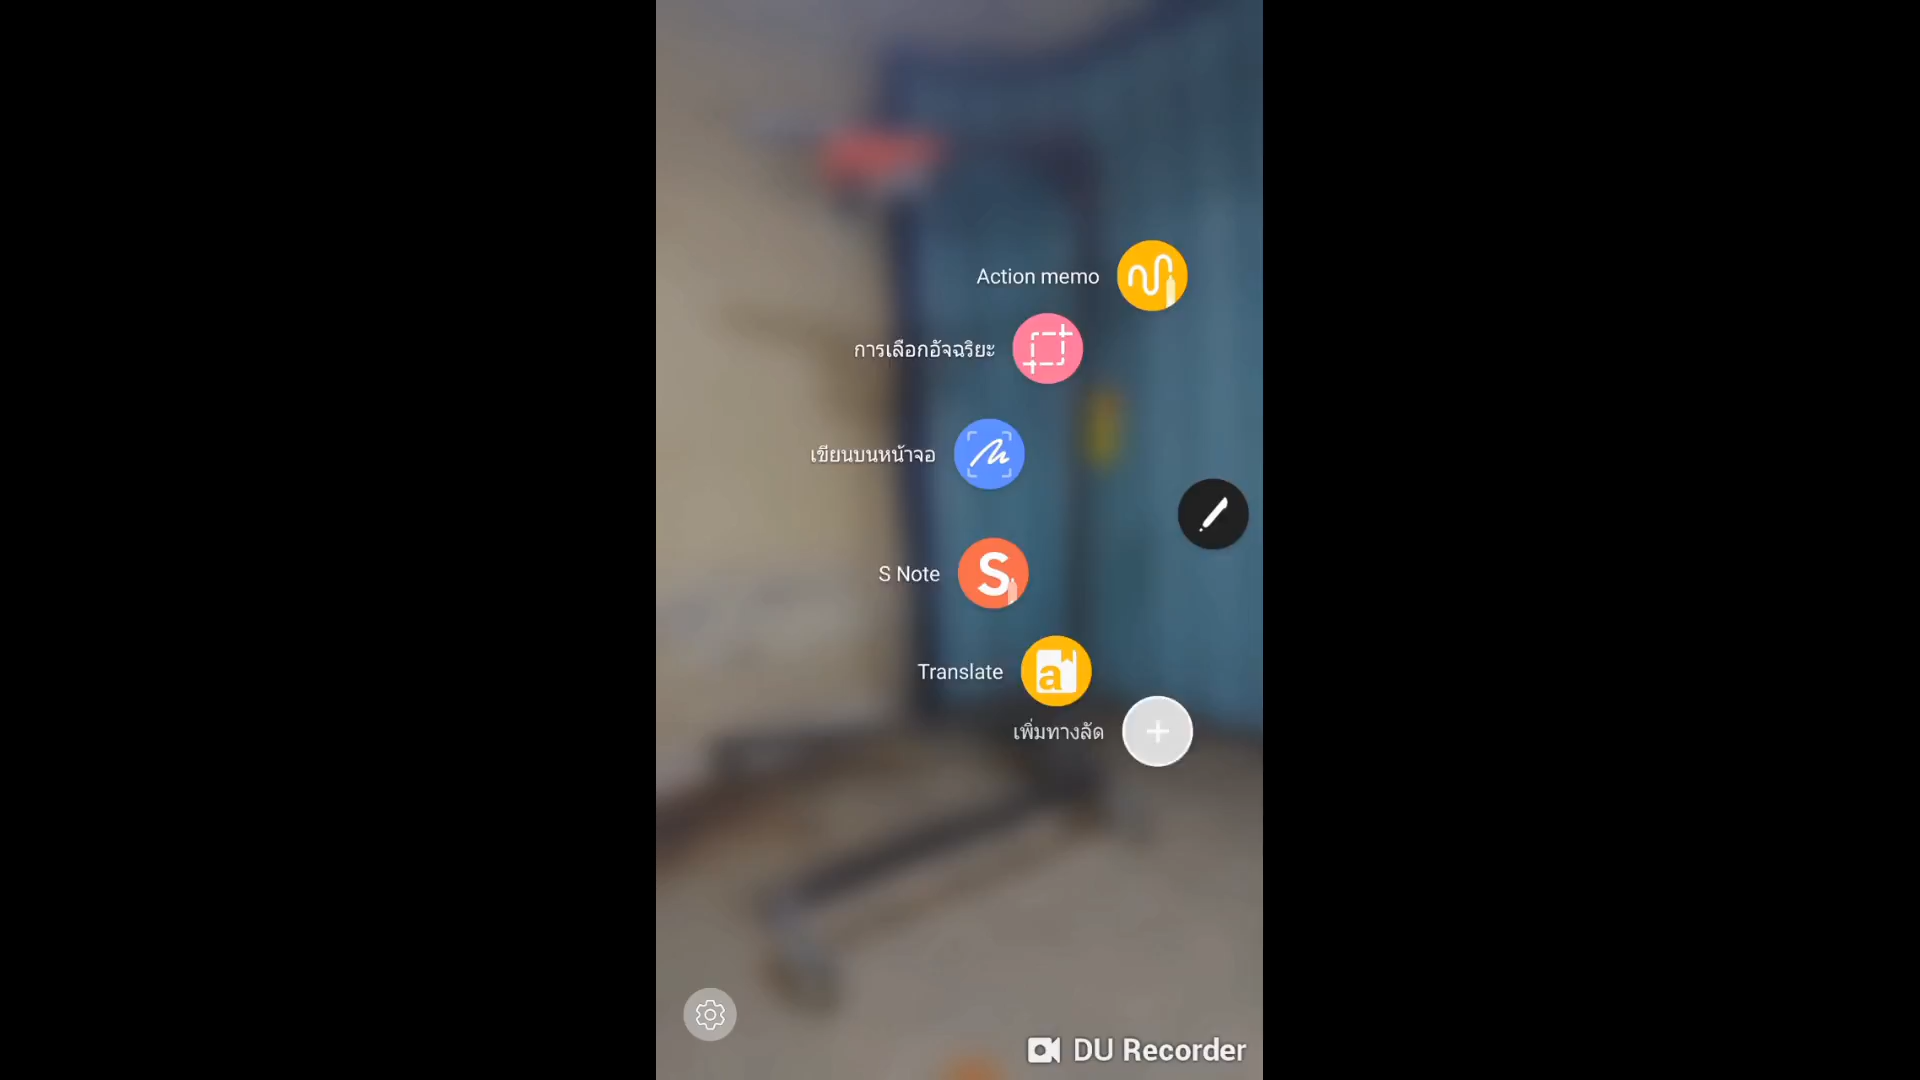 Action memo
การเลือกอัจฉริยะ
เขียนบนหน้าจอ
S Note
Translate
เพิ่มทางลัด
DU Recorder